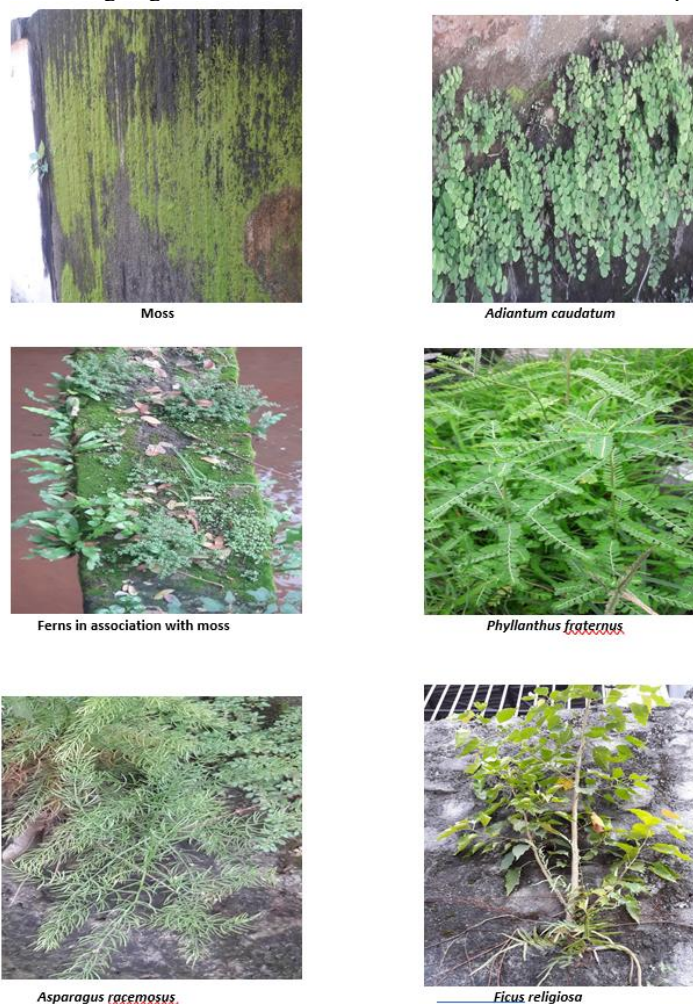 Moss
Adiantum caudatum
Ferns in association with moss
Phyllanthus fraternus
Asparagus racemosus
Ficus religiosa